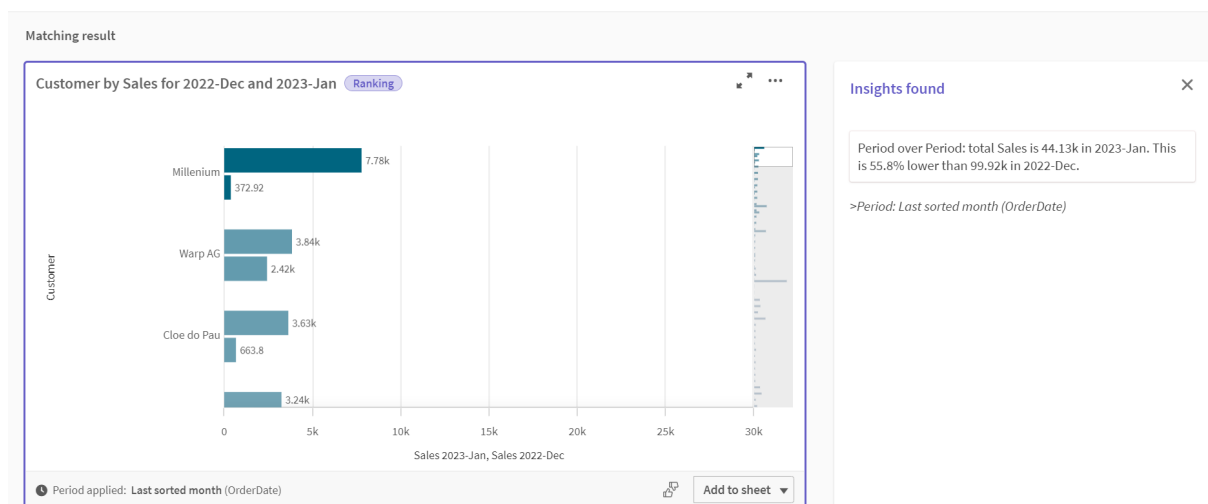 Matching result
Customer by Sales for 2022-Dec and 2023-Jan Ranking
Customer
Millenium
7.78k
372.92
Warp AG
3.84k
2.42k
Cloe do Pau
3.63k
663.8
3.24k
0 5k 10k 15k 20k 25k 30k
Sales 2023-Jan, Sales 2022-Dec
Period applied: Last sorted month (OrderDate)
Add to sheet
Insights found
Period over Period: total Sales is 44.13k in 2023-Jan. This
is 55.8% lower than 99.92k in 2022-Dec.
>Period: Last sorted month (OrderDate)